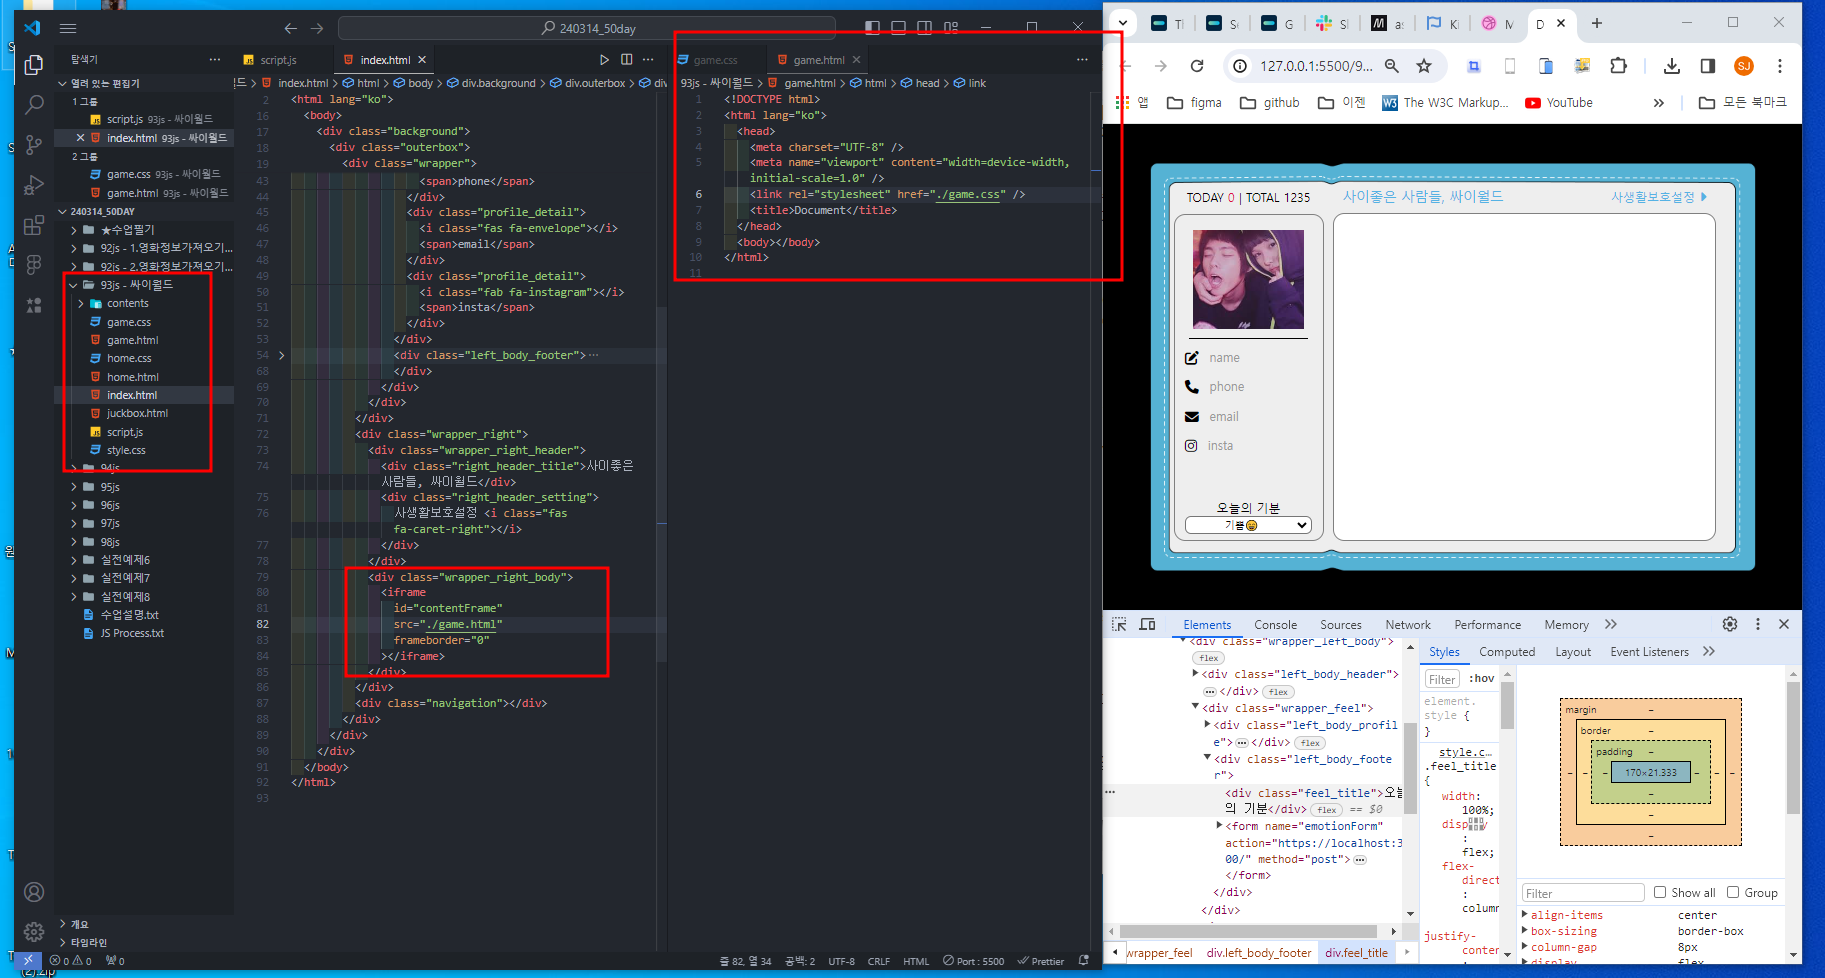 240314_50day
탐색기
열려 있는 편집기
1 그룹
script.js 93js - 싸이월드
index.html 93js - 싸이월드
2 그룹
game.css 93js - 싸이월드
game.html 93js - 싸이월드
240314_50DAY
★수업필기
92js - 1.영화정보가져오기...
92js - 2.영화정보가져오기...
93js - 싸이월드
contents
game.css
game.html
home.css
home.html
index.html
juckbox.html
script.js
style.css
94js
95js
96js
97js
98js
실전예제6
실전예제7
실전예제8
수업설명.txt
JS Process.txt
개요
타임라인
script.js
index.html
월드 > index.html > html > body > div.background > div.outerbox > div
2 <html lang="ko">
16 <body>
17 <div class="background">
18 <div class="outerbox">
19 <div class="wrapper">
43 <span>phone</span>
44 </div>
45 <div class="profile_detail">
46 <i class="fas fa-envelope"></i>
47 <span>email</span>
48 </div>
49 <div class="profile_detail">
50 <i class="fab fa-instagram"></i>
51 <span>insta</span>
52 </div>
53 </div>
54 <div class="left_body_footer">…
68 </div>
69 </div>
70 </div>
71 </div>
72 <div class="wrapper_right">
73 <div class="wrapper_right_header">
74 <div class="right_header_title">사이좋은
사람들, 싸이월드</div>
75 <div class="right_header_setting">
76 사생활보호설정 <i class="fas
fa-caret-right"></i>
77 </div>
78 </div>
79 <div class="wrapper_right_body">
80 <iframe
81 id="contentFrame"
82 src="./game.html"
83 frameborder="0"
84 ></iframe>
85 </div>
86 </div>
87 <div class="navigation"></div>
88 </div>
89 </div>
90 </div>
91 </body>
92 </html>
93
game.css
game.html
93js - 싸이월드 > game.html > html > head > link
1 <!DOCTYPE html>
2 <html lang="ko">
3 <head>
4 <meta charset="UTF-8" />
5 <meta name="viewport" content="width=device-width,
initial-scale=1.0" />
6 <link rel="stylesheet" href="./game.css" />
7 <title>Document</title>
8 </head>
9 <body></body>
10 </html>
11
0 0 0
줄 82, 열 34 공백: 2 UTF-8 CRLF HTML Port : 5500 Prettier
127.0.0.1:5500/9...
SJ
앱 figma github 이젠 The W3C Markup... YouTube » 모든 북마크
TODAY 0 | TOTAL 1235
사이좋은 사람들, 싸이월드
사생활보호설정
name
phone
email
insta
오늘의 기분
기쁨😄
Elements Console Sources Network Performance Memory »
<div class="wrapper_left_body">
flex
<div class="left_body_header">
… </div> flex
<div class="wrapper_feel">
<div class="left_body_profil
e"> … </div> flex
<div class="left_body_foote
r">
<div class="feel_title">오늘
의 기분</div> flex == $0
<form name="emotionForm"
action="https://localhost:3
00/" method="post"> …
</form>
</div>
</div>
wrapper_feel div.left_body_footer div.feel_title
Styles Computed Layout Event Listeners »
Filter :hov
element.
style {
}
style.c…
.feel_title
{
width:
100%;
display
:
flex;
flex-
direct
:
column
justify-
conten
margin -
border -
padding -
170×21.333
Filter Show all Group
align-items center
box-sizing border-box
column-gap 8px
display flex